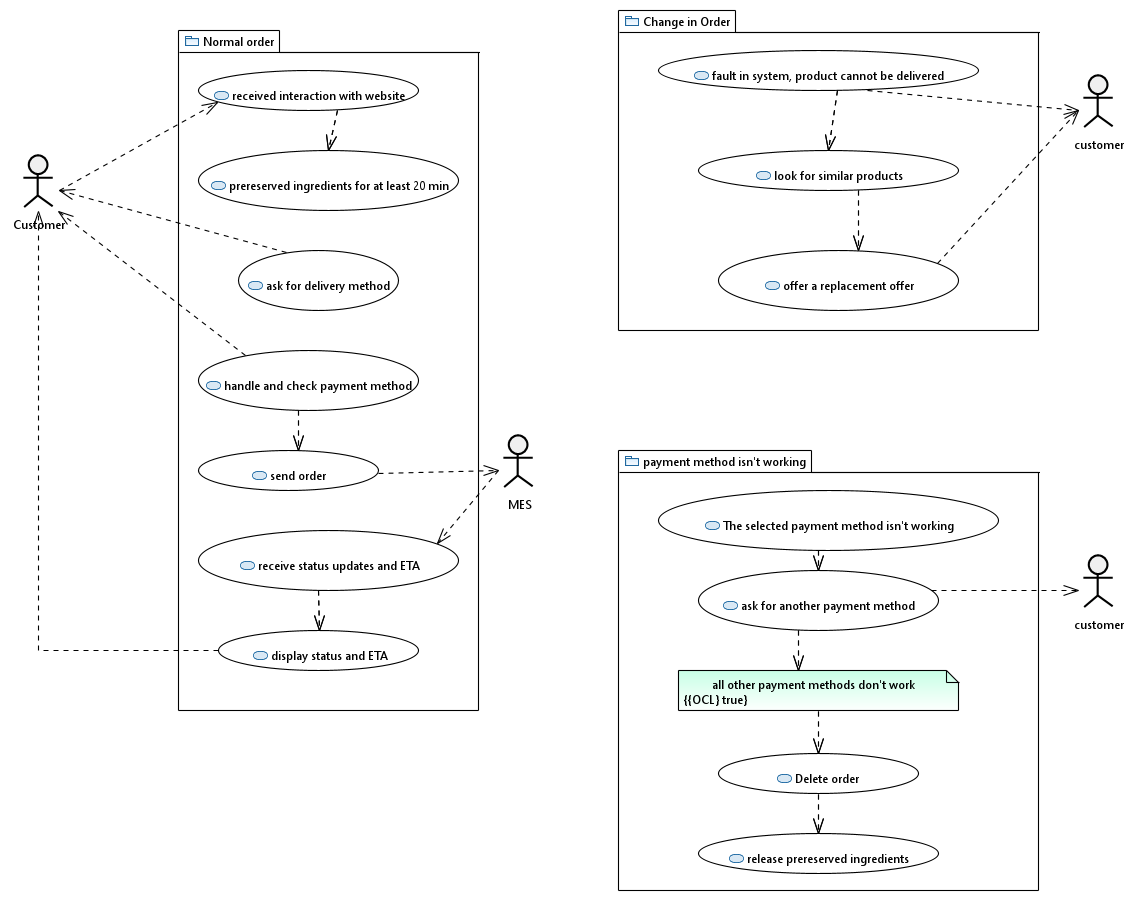 Normal order
received interaction with website
prereserved ingredients for at least 20 min
Customer
ask for delivery method
handle and check payment method
send order
MES
receive status updates and ETA
display status and ETA
Change in Order
fault in system, product cannot be delivered
customer
look for similar products
offer a replacement offer
payment method isn't working
The selected payment method isn't working
ask for another payment method
customer
all other payment methods don't work
{{OCL} true}
Delete order
release prereserved ingredients